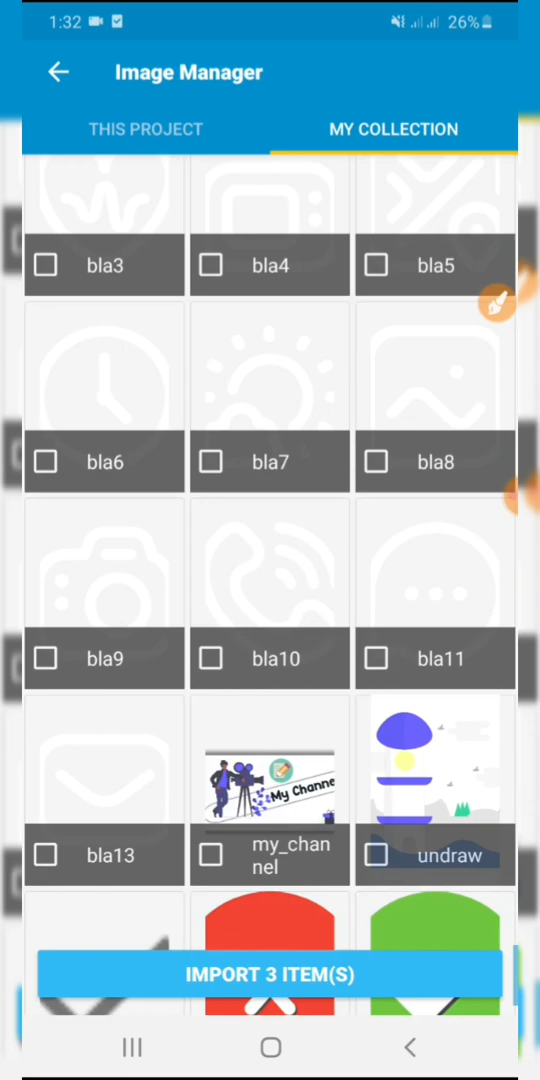 1:32
26%
Image Manager
THIS PROJECT
MY COLLECTION
bla3
bla4
bla5
bla6
bla7
bla8
bla9
bla10
bla11
My Channe
bla13
my_chan
nel
undraw
IMPORT 3 ITEM(S)